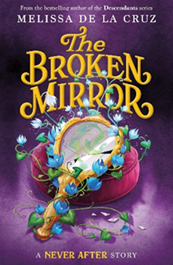 From the bestselling author of the Descendants series
MELISSA DE LA CRUZ
The
BROKEN
MIRROR
A NEVER AFTER STORY